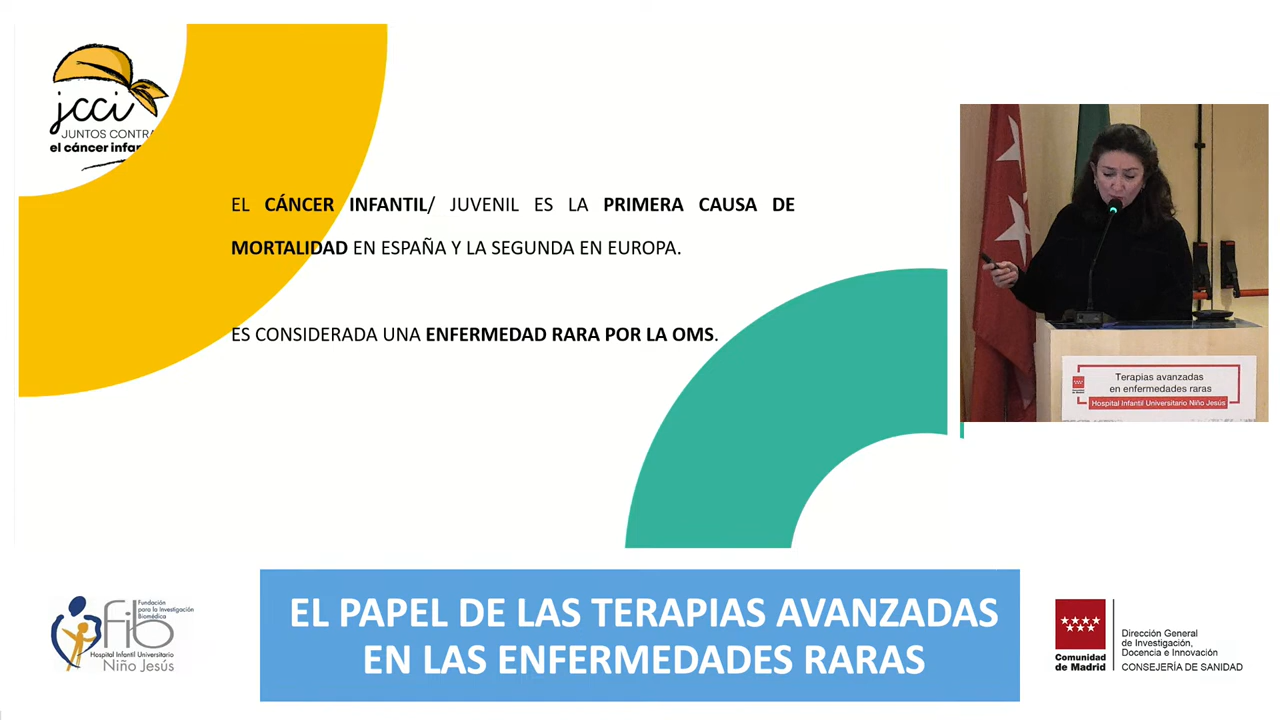 jcci
JUNTOS CONTRA
el cáncer infan
EL CÁNCER INFANTIL/ JUVENIL ES LA PRIMERA CAUSA DE
MORTALIDAD EN ESPAÑA Y LA SEGUNDA EN EUROPA.
ES CONSIDERADA UNA ENFERMEDAD RARA POR LA OMS.
Terapias avanzadas
en enfermedades raras
Hospital Infantil Universitario Niño Jesús
fib
Fundación
para la Investigación
Biomédica
Hospital Infantil Universitario
Niño Jesús
EL PAPEL DE LAS TERAPIAS AVANZADAS
EN LAS ENFERMEDADES RARAS
Comunidad
de Madrid
Dirección General
de Investigación,
Docencia e Innovación
CONSEJERÍA DE SANIDAD